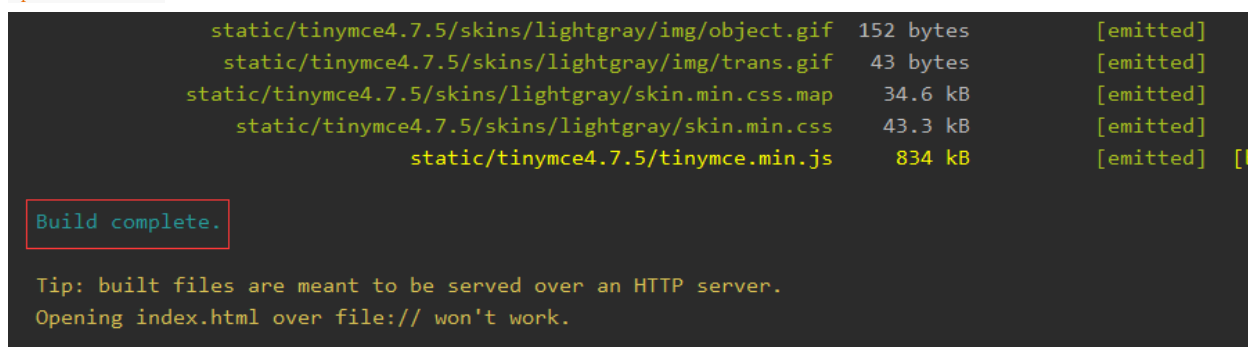 static/tinymce4.7.5/skins/lightgray/img/object.gif 152 bytes [emitted]
static/tinymce4.7.5/skins/lightgray/img/trans.gif 43 bytes [emitted]
static/tinymce4.7.5/skins/lightgray/skin.min.css.map 34.6 kB [emitted]
static/tinymce4.7.5/skins/lightgray/skin.min.css 43.3 kB [emitted]
static/tinymce4.7.5/tinymce.min.js 834 kB [emitted]
Build complete.
Tip: built files are meant to be served over an HTTP server.
Opening index.html over file:// won't work.